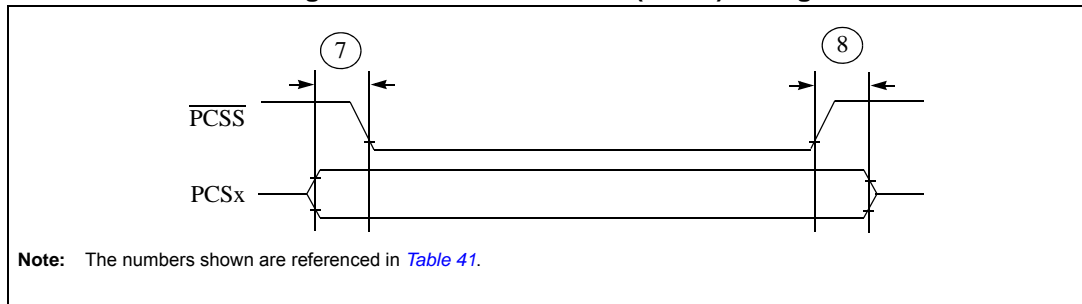 7
8
PCSS
PCSx
Note: The numbers shown are referenced in Table 41.